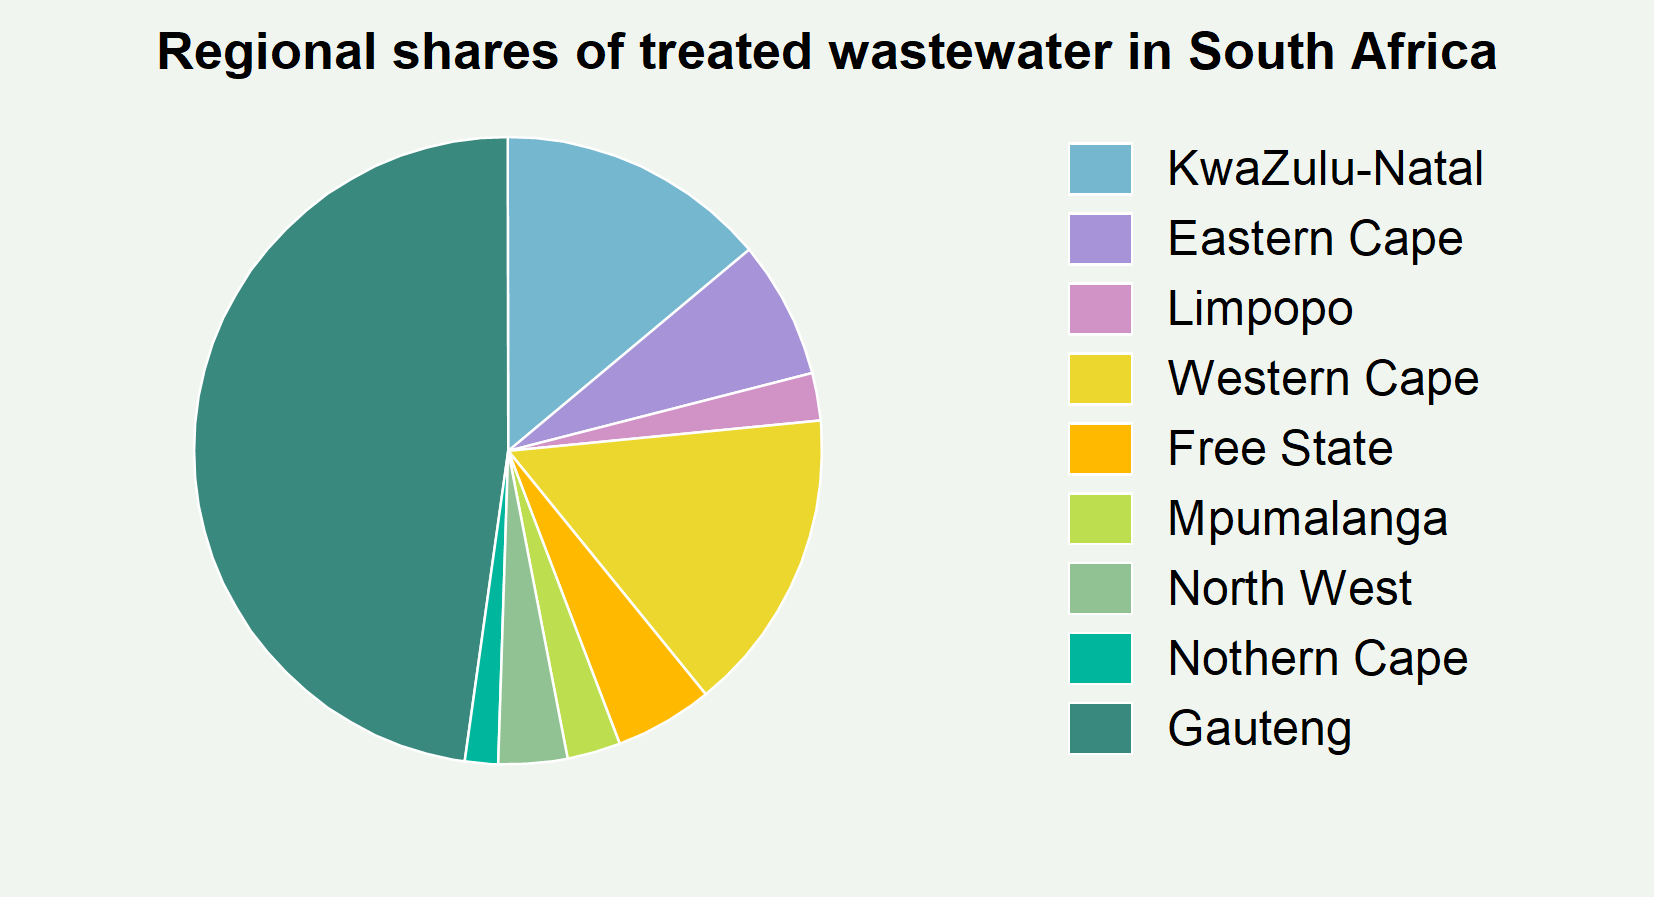 Regional shares of treated wastewater in South Africa
KwaZulu-Natal
Eastern Cape
Limpopo
Western Cape
Free State
Mpumalanga
North West
Nothern Cape
Gauteng